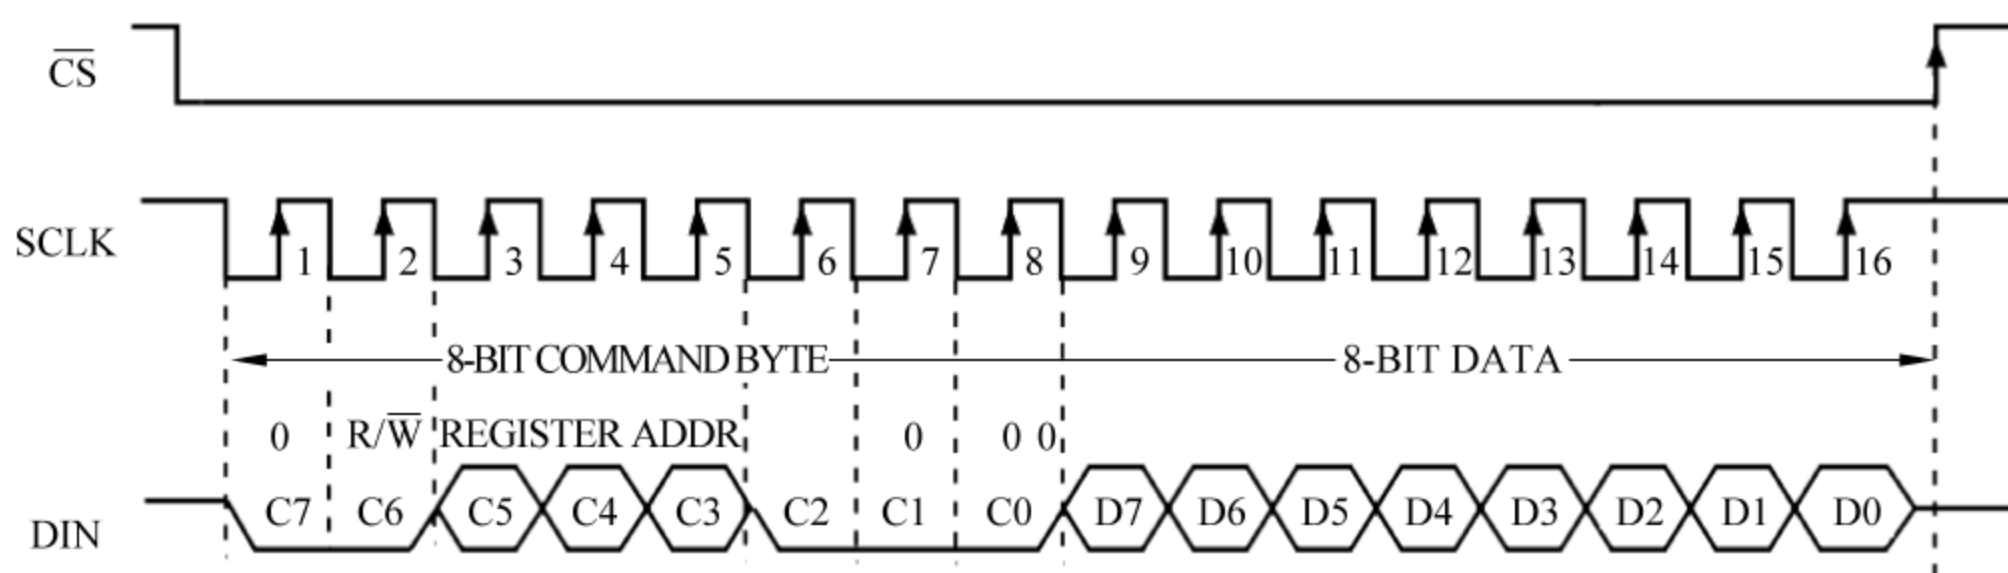 C̅S̅
SCLK
1 2 3 4 5 6 7 8 9 10 11 12 13 14 15 16
8-BIT COMMAND BYTE 8-BIT DATA
0 R/W̅ REGISTER ADDR 0 0 0
DIN
C7 C6 C5 C4 C3 C2 C1 C0 D7 D6 D5 D4 D3 D2 D1 D0